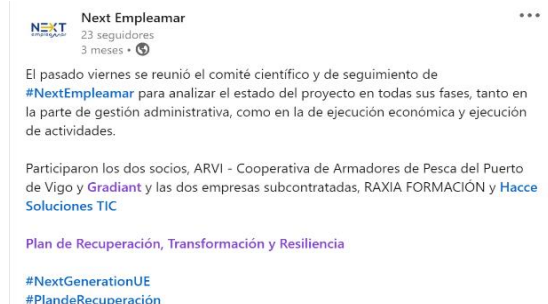 NEXT
empleamar
Next Empleamar
23 seguidores
3 meses •
El pasado viernes se reunió el comité científico y de seguimiento de
#NextEmpleamar para analizar el estado del proyecto en todas sus fases, tanto en
la parte de gestión administrativa, como en la de ejecución económica y ejecución
de actividades.
Participaron los dos socios, ARVI - Cooperativa de Armadores de Pesca del Puerto
de Vigo y Gradiant y las dos empresas subcontratadas, RAXIA FORMACIÓN y Hacce
Soluciones TIC
Plan de Recuperación, Transformación y Resiliencia
#NextGenerationUE
#PlandeRecuperación